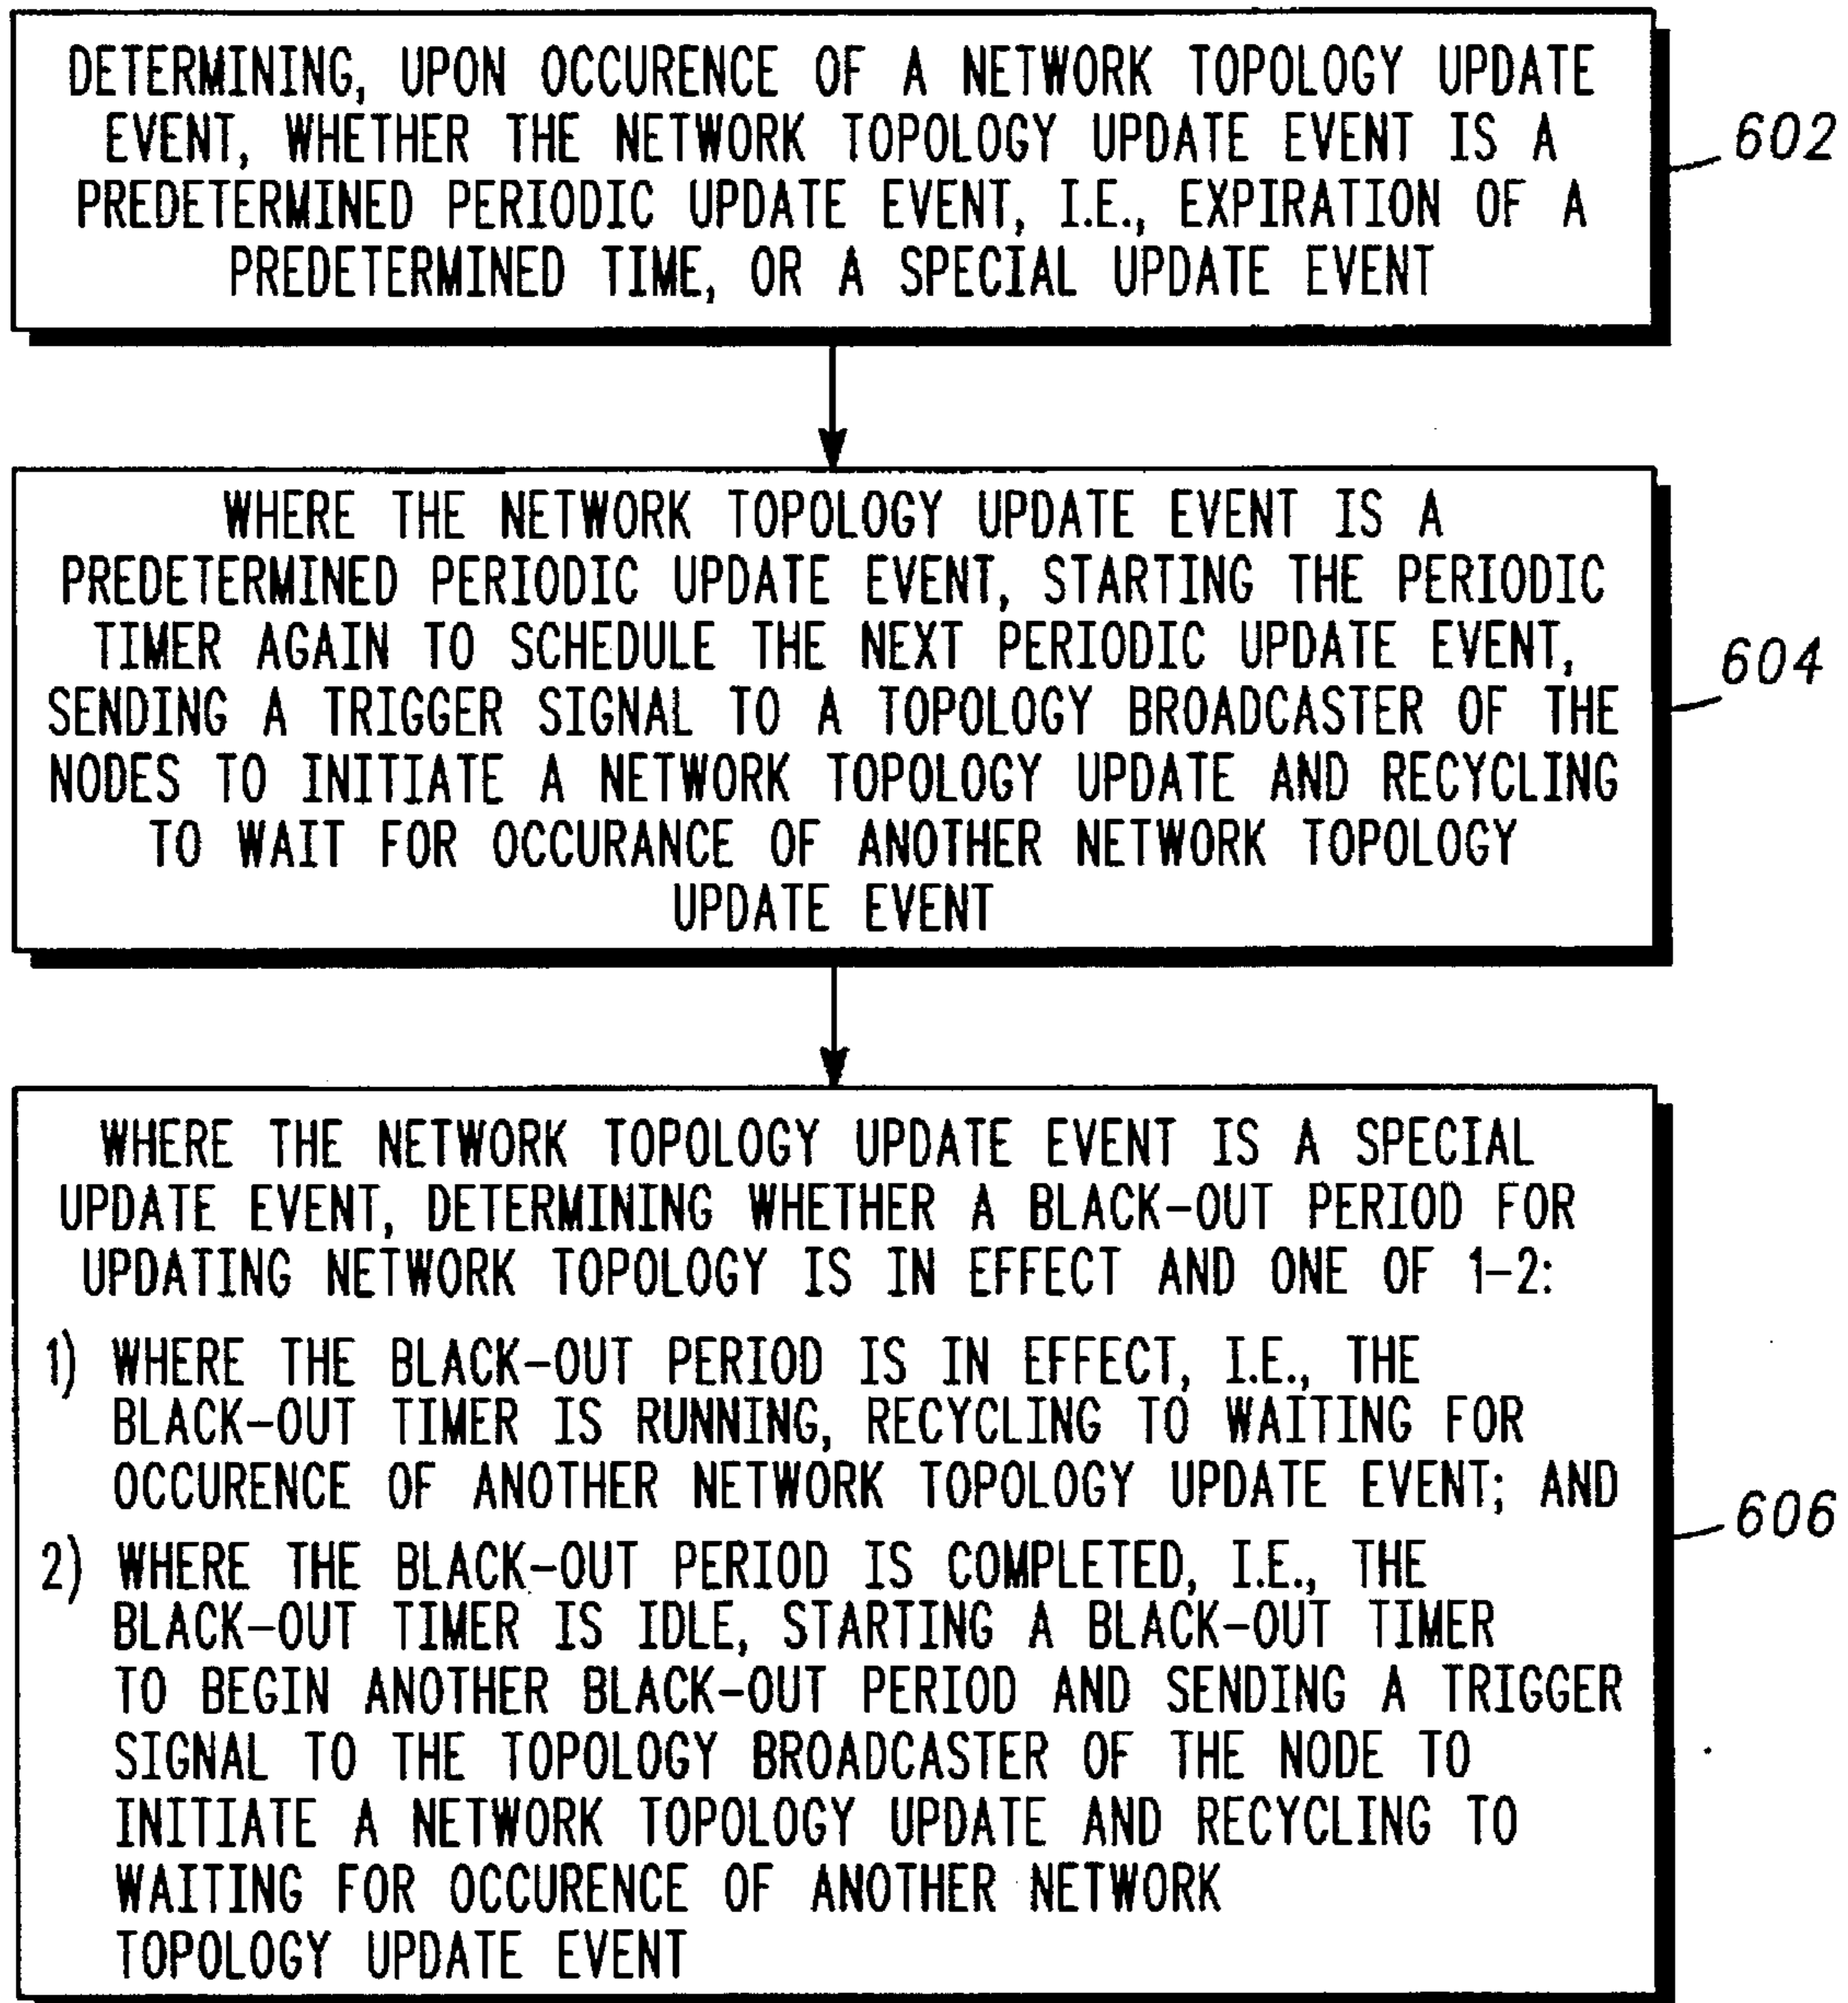 DETERMINING, UPON OCCURENCE OF A NETWORK TOPOLOGY UPDATE
EVENT, WHETHER THE NETWORK TOPOLOGY UPDATE EVENT IS A
PREDETERMINED PERIODIC UPDATE EVENT, I.E., EXPIRATION OF A
PREDETERMINED TIME, OR A SPECIAL UPDATE EVENT
602
WHERE THE NETWORK TOPOLOGY UPDATE EVENT IS A
PREDETERMINED PERIODIC UPDATE EVENT, STARTING THE PERIODIC
TIMER AGAIN TO SCHEDULE THE NEXT PERIODIC UPDATE EVENT,
SENDING A TRIGGER SIGNAL TO A TOPOLOGY BROADCASTER OF THE
NODES TO INITIATE A NETWORK TOPOLOGY UPDATE AND RECYCLING
TO WAIT FOR OCCURANCE OF ANOTHER NETWORK TOPOLOGY
UPDATE EVENT
604
WHERE THE NETWORK TOPOLOGY UPDATE EVENT IS A SPECIAL
UPDATE EVENT, DETERMINING WHETHER A BLACK-OUT PERIOD FOR
UPDATING NETWORK TOPOLOGY IS IN EFFECT AND ONE OF 1-2:
1) WHERE THE BLACK-OUT PERIOD IS IN EFFECT, I.E., THE
BLACK-OUT TIMER IS RUNNING, RECYCLING TO WAITING FOR
OCCURENCE OF ANOTHER NETWORK TOPOLOGY UPDATE EVENT; AND
2) WHERE THE BLACK-OUT PERIOD IS COMPLETED, I.E., THE
BLACK-OUT TIMER IS IDLE, STARTING A BLACK-OUT TIMER
TO BEGIN ANOTHER BLACK-OUT PERIOD AND SENDING A TRIGGER
SIGNAL TO THE TOPOLOGY BROADCASTER OF THE NODE TO
INITIATE A NETWORK TOPOLOGY UPDATE AND RECYCLING TO
WAITING FOR OCCURENCE OF ANOTHER NETWORK
TOPOLOGY UPDATE EVENT
606